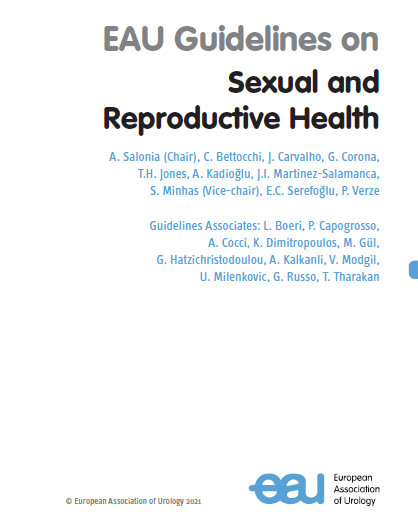 EAU Guidelines on
Sexual and
Reproductive Health
A. Salonia (Chair), C. Bettocchi, J. Carvalho, G. Corona,
T.H. Jones, A. Kadioğlu, J.I. Martinez-Salamanca,
S. Minhas (Vice-chair), E.C. Serefoğlu, P. Verze
Guidelines Associates: L. Boeri, P. Capogrosso,
A. Cocci, K. Dimitropoulos, M. Gül,
G. Hatzichristodoulou, A. Kalkanli, V. Modgil,
U. Milenkovic, G. Russo, T. Tharakan
© European Association of Urology 2021
eau
European
Association
of Urology